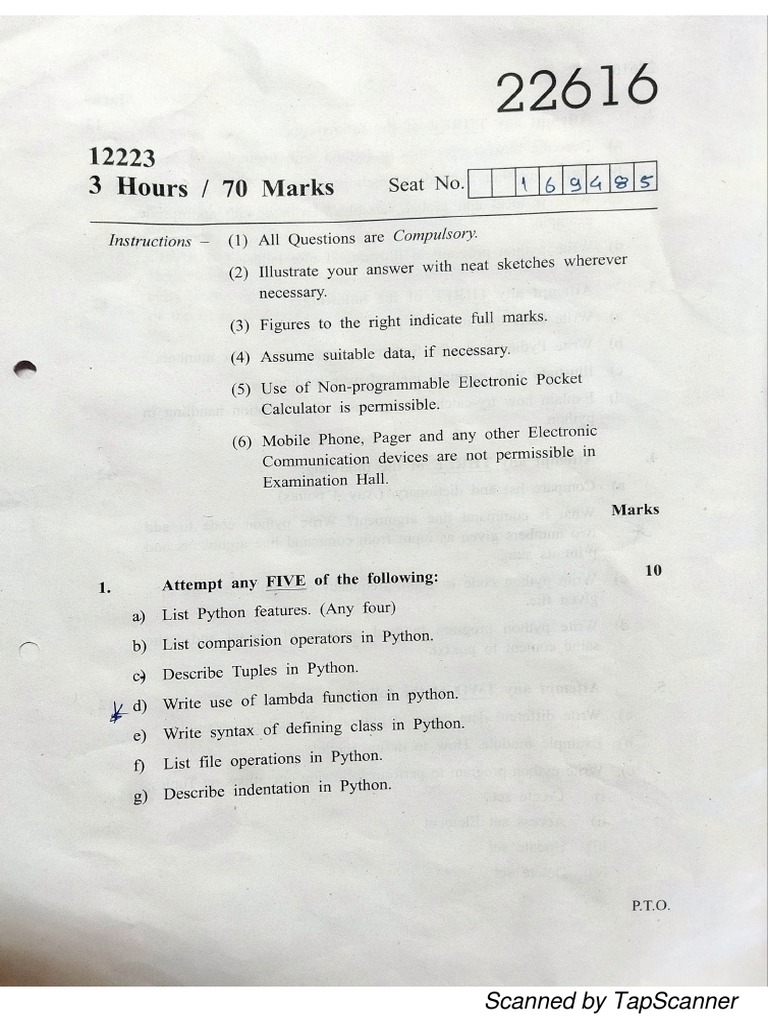 22616
12223
3 Hours / 70 Marks Seat No. 1 6 9 4 8 5
Instructions – (1) All Questions are Compulsory.
(2) Illustrate your answer with neat sketches wherever
necessary.
(3) Figures to the right indicate full marks.
(4) Assume suitable data, if necessary.
(5) Use of Non-programmable Electronic Pocket
Calculator is permissible.
(6) Mobile Phone, Pager and any other Electronic
Communication devices are not permissible in
Examination Hall.
Marks
1. Attempt any FIVE of the following: 10
a) List Python features. (Any four)
b) List comparision operators in Python.
c) Describe Tuples in Python.
d) Write use of lambda function in python.
e) Write syntax of defining class in Python.
f) List file operations in Python.
g) Describe indentation in Python.
P.T.O.
Scanned by TapScanner